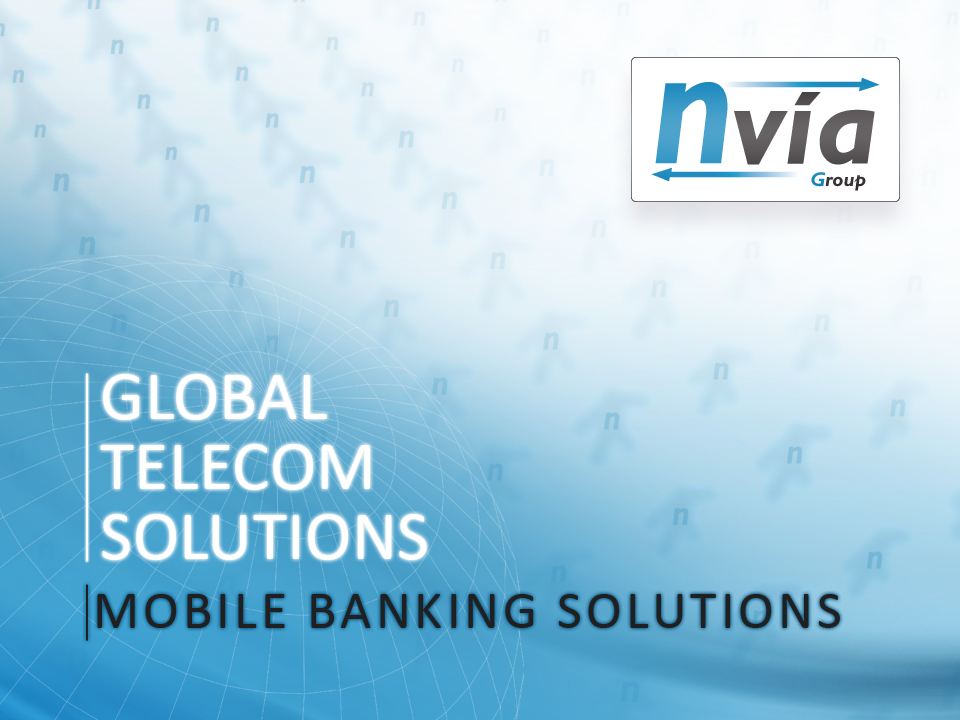 nvía
Group
GLOBAL
TELECOM
SOLUTIONS
MOBILE BANKING SOLUTIONS